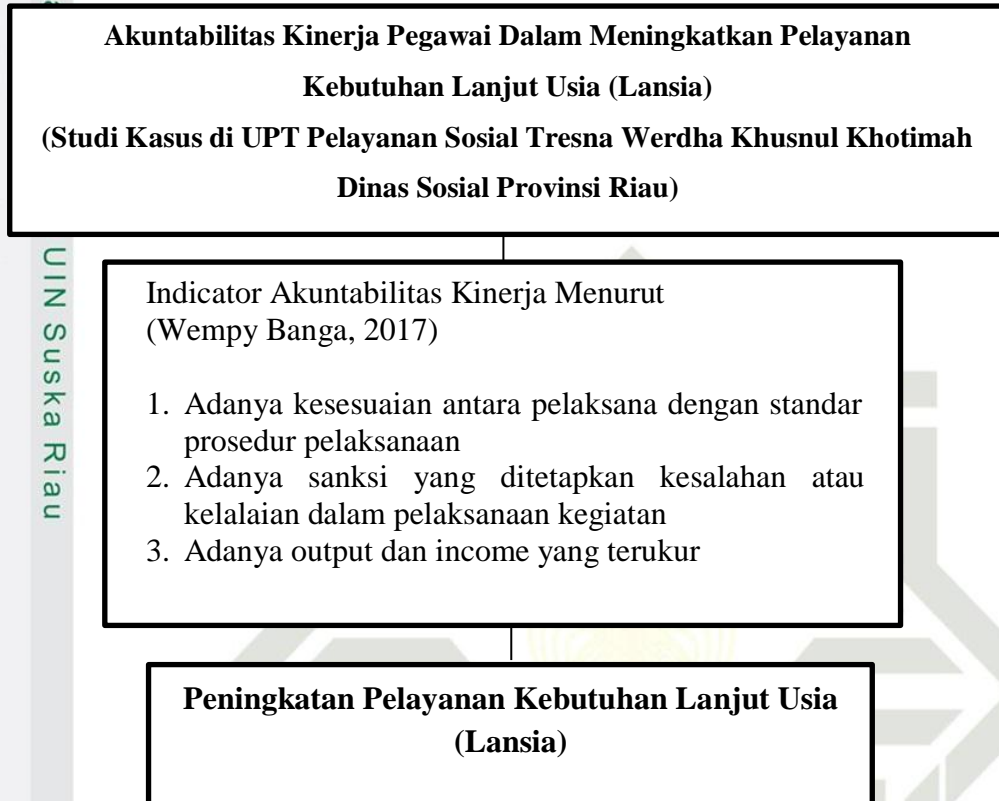 Akuntabilitas Kinerja Pegawai Dalam Meningkatkan Pelayanan
Kebutuhan Lanjut Usia (Lansia)
(Studi Kasus di UPT Pelayanan Sosial Tresna Werdha Khusnul Khotimah
Dinas Sosial Provinsi Riau)
UIN Suska Riau
Indicator Akuntabilitas Kinerja Menurut
(Wempy Banga, 2017)
1. Adanya kesesuaian antara pelaksana dengan standar
prosedur pelaksanaan
2. Adanya sanksi yang ditetapkan kesalahan atau
kelalaian dalam pelaksanaan kegiatan
3. Adanya output dan income yang terukur
Peningkatan Pelayanan Kebutuhan Lanjut Usia
(Lansia)